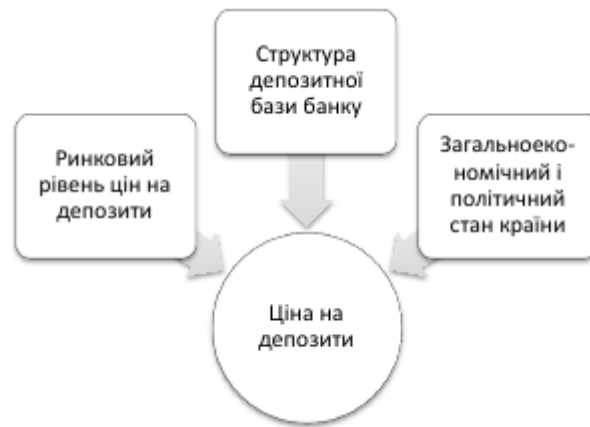 Структура
депозитної
бази банку
Ринковий
рівень цін на
депозити
Загальноеко-
номічний і
політичний
стан країни
Ціна на
депозити